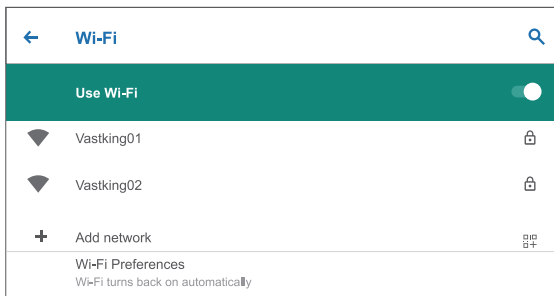 Wi-Fi
Use Wi-Fi
Vastking01
Vastking02
Add network
Wi-Fi Preferences
Wi-Fi turns back on automatically